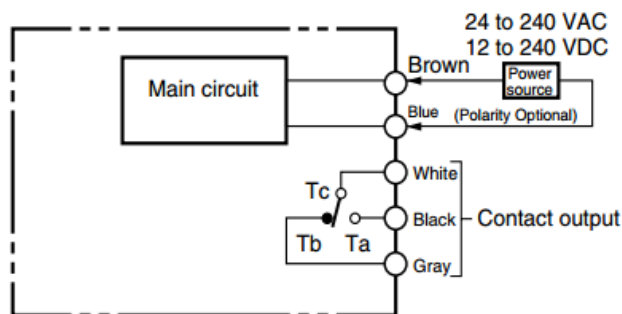 24 to 240 VAC
12 to 240 VDC
Brown
Power
source
Main circuit
Blue
(Polarity Optional)
White
Tc
Black
Contact output
Tb
Ta
Gray